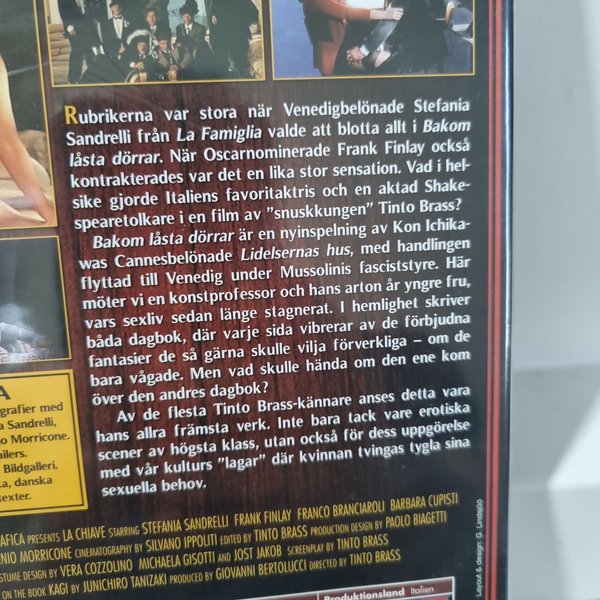 Rubrikerna var stora när Venedigbelönade Stefania
Sandrelli från La Famiglia valde att blotta allt i Bakom
låsta dörrar. När Oscarnominerade Frank Finlay också
kontrakterades var det en lika stor sensation. Vad i hel-
sike gjorde Italiens favoritaktris och en aktad Shake-
spearetolkare i en film av ”snuskkungen” Tinto Brass?
Bakom låsta dörrar är en nyinspelning av Kon Ichika-
was Cannesbelönade Lidelsernas hus, med handlingen
flyttad till Venedig under Mussolinis fasciststyre. Här
möter vi en konstprofessor och hans arton år yngre fru,
vars sexliv sedan länge stagnerat. I hemlighet skriver
båda dagbok, där varje sida vibrerar av de förbjudna
fantasier de så gärna skulle vilja förverkliga – om de
bara vågade. Men vad skulle hända om den ene kom
över den andres dagbok?
Av de flesta Tinto Brass-kännare anses detta vara
hans allra främsta verk. Inte bara tack vare erotiska
scener av högsta klass, utan också för dess uppgörelse
med vår kulturs ”lagar” där kvinnan tvingas tygla sina
sexuella behov.
A
ografier med
a Sandrelli,
o Morricone.
ailers.
Bildgalleri.
ka, danska
texter.
AFICA PRESENTS LA CHIAVE STARRING STEFANIA SANDRELLI FRANK FINLAY FRANCO BRANCIAROLI BARBARA CUPISTI
NIO MORRICONE CINEMATOGRAPHY BY SILVANO IPPOLITI EDITED BY TINTO BRASS PRODUCTION DESIGN BY PAOLO BIAGETTI
STUME DESIGN BY VERA COZZOLINO, MICHAELA GISOTTI AND JOST JAKOB SCREENPLAY BY TINTO BRASS
ON THE BOOK KAGI BY JUNICHIRO TANIZAKI PRODUCED BY GIOVANNI BERTOLUCCI DIRECTED BY TINTO BRASS
Produktionsland Italien
Layout & design: G. Lindsjöö